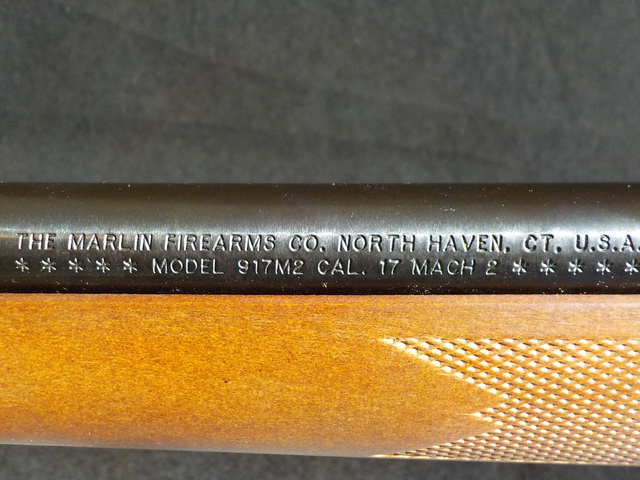 THE MARLIN FIREARMS CO. NORTH HAVEN, CT. U.S.A.
***** MODEL 917M2 CAL. 17 MACH 2 *****